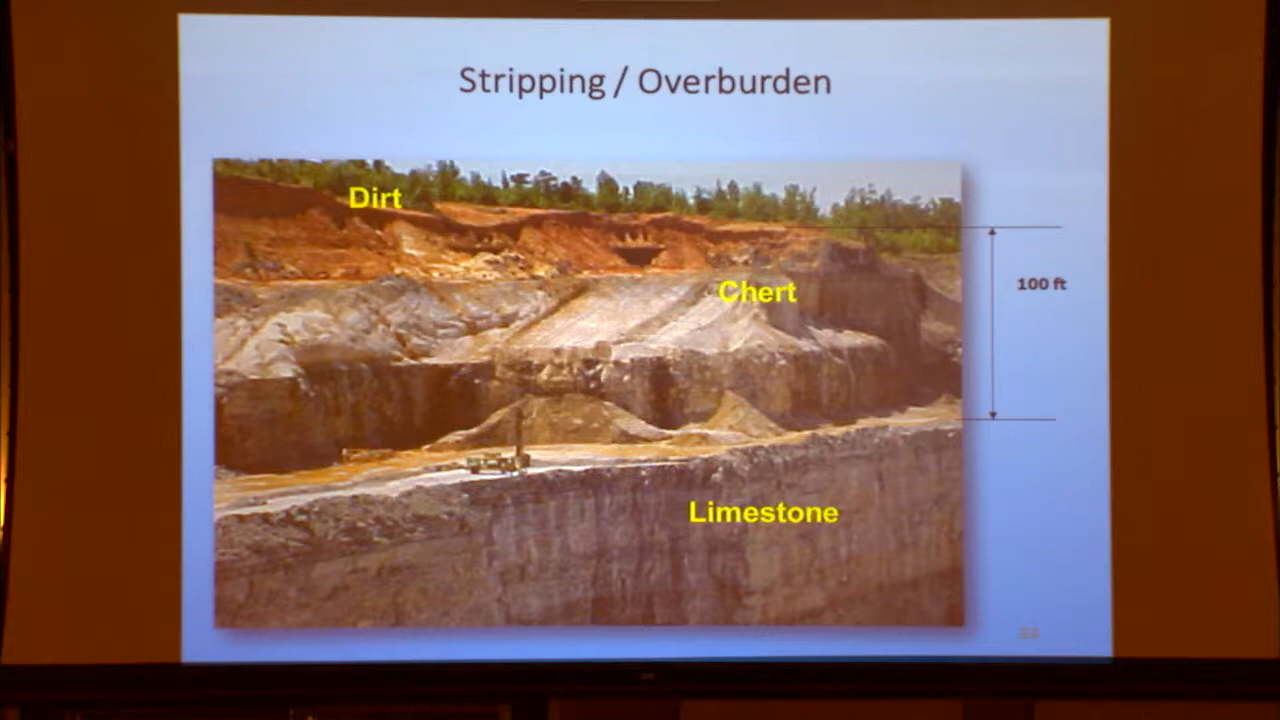 Stripping / Overburden
Dirt
Chert
100 ft
Limestone